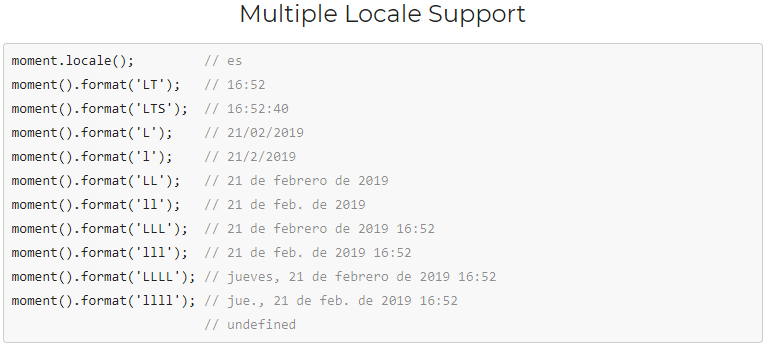 Multiple Locale Support
moment.locale();         // es
moment().format('LT');   // 16:52
moment().format('LTS');  // 16:52:40
moment().format('L');    // 21/02/2019
moment().format('l');    // 21/2/2019
moment().format('LL');   // 21 de febrero de 2019
moment().format('ll');   // 21 de feb. de 2019
moment().format('LLL');  // 21 de febrero de 2019 16:52
moment().format('lll');  // 21 de feb. de 2019 16:52
moment().format('LLLL'); // jueves, 21 de febrero de 2019 16:52
moment().format('llll'); // jue., 21 de feb. de 2019 16:52
                         // undefined